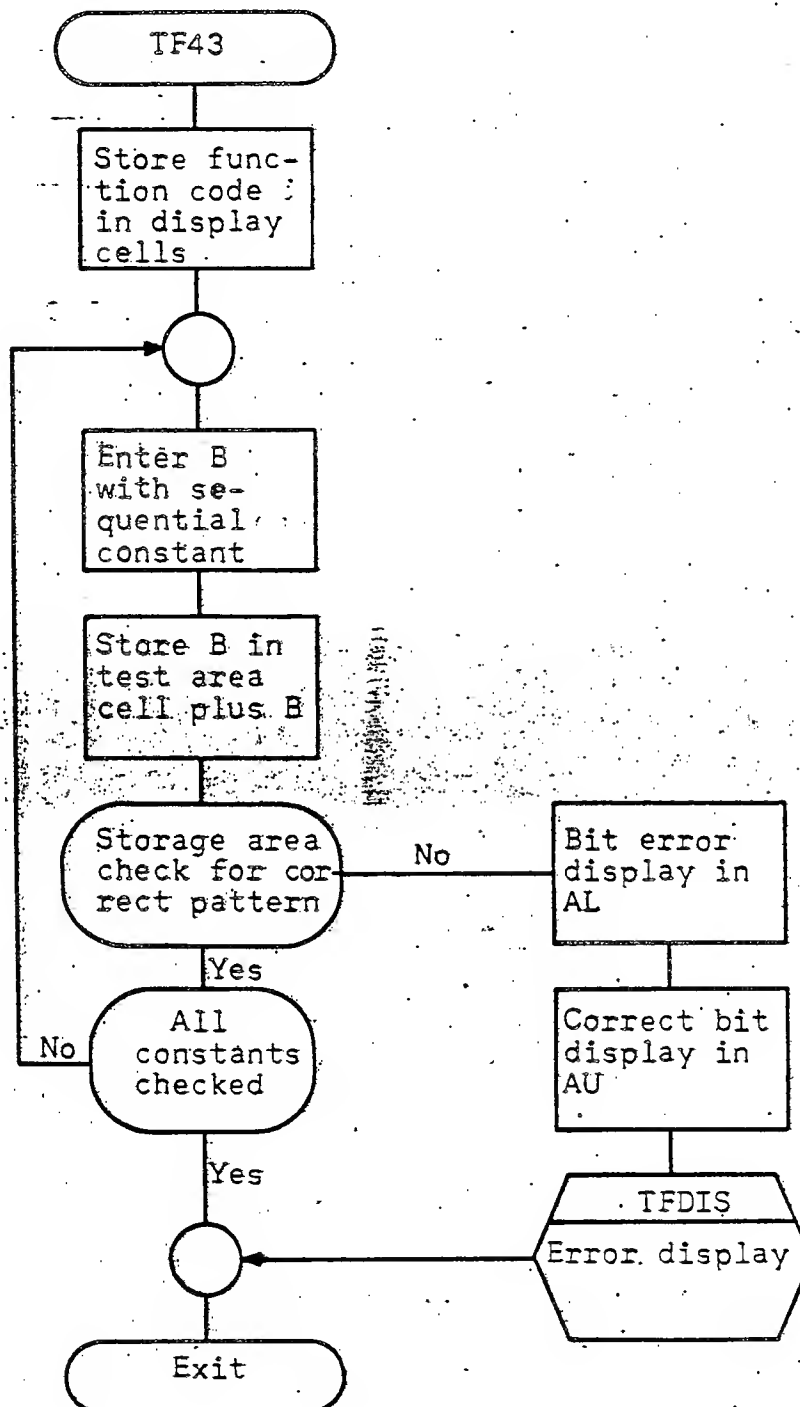 TF43
Store func-
tion code
in display
cells
Enter B
with se-
quential
constant
Store B in
test area
cell plus B
Storage area
check for cor-
rect pattern
No
Bit error
display in
AL
Yes
All
constants
checked
No
Correct bit
display in
AU
Yes
TFDIS
Error display
Exit